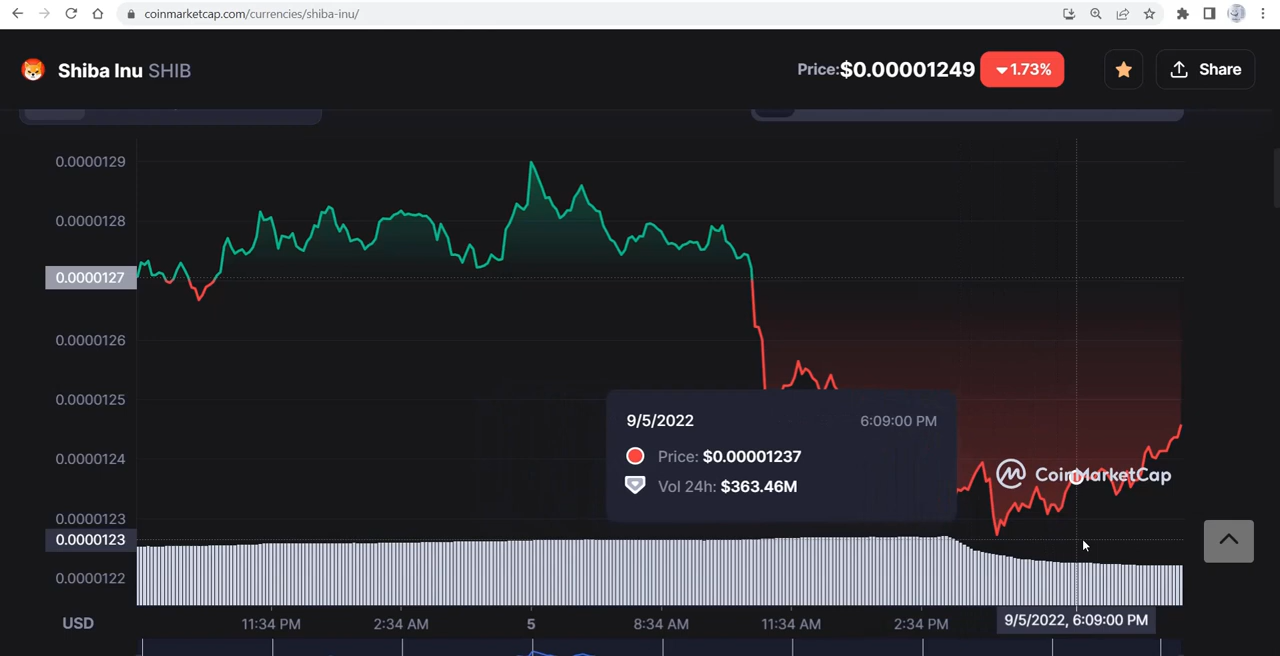 coinmarketcap.com/currencies/shiba-inu/
Shiba Inu SHIB
Price:$0.00001249
1.73%
Share
0.0000129
0.0000128
0.0000127
0.0000126
0.0000125
0.0000124
0.0000123
0.0000123
0.0000122
9/5/2022 6:09:00 PM
Price: $0.00001237
Vol 24h: $363.46M
CoinMarketCap
USD
11:34 PM
2:34 AM
5
8:34 AM
11:34 AM
2:34 PM
9/5/2022, 6:09:00 PM